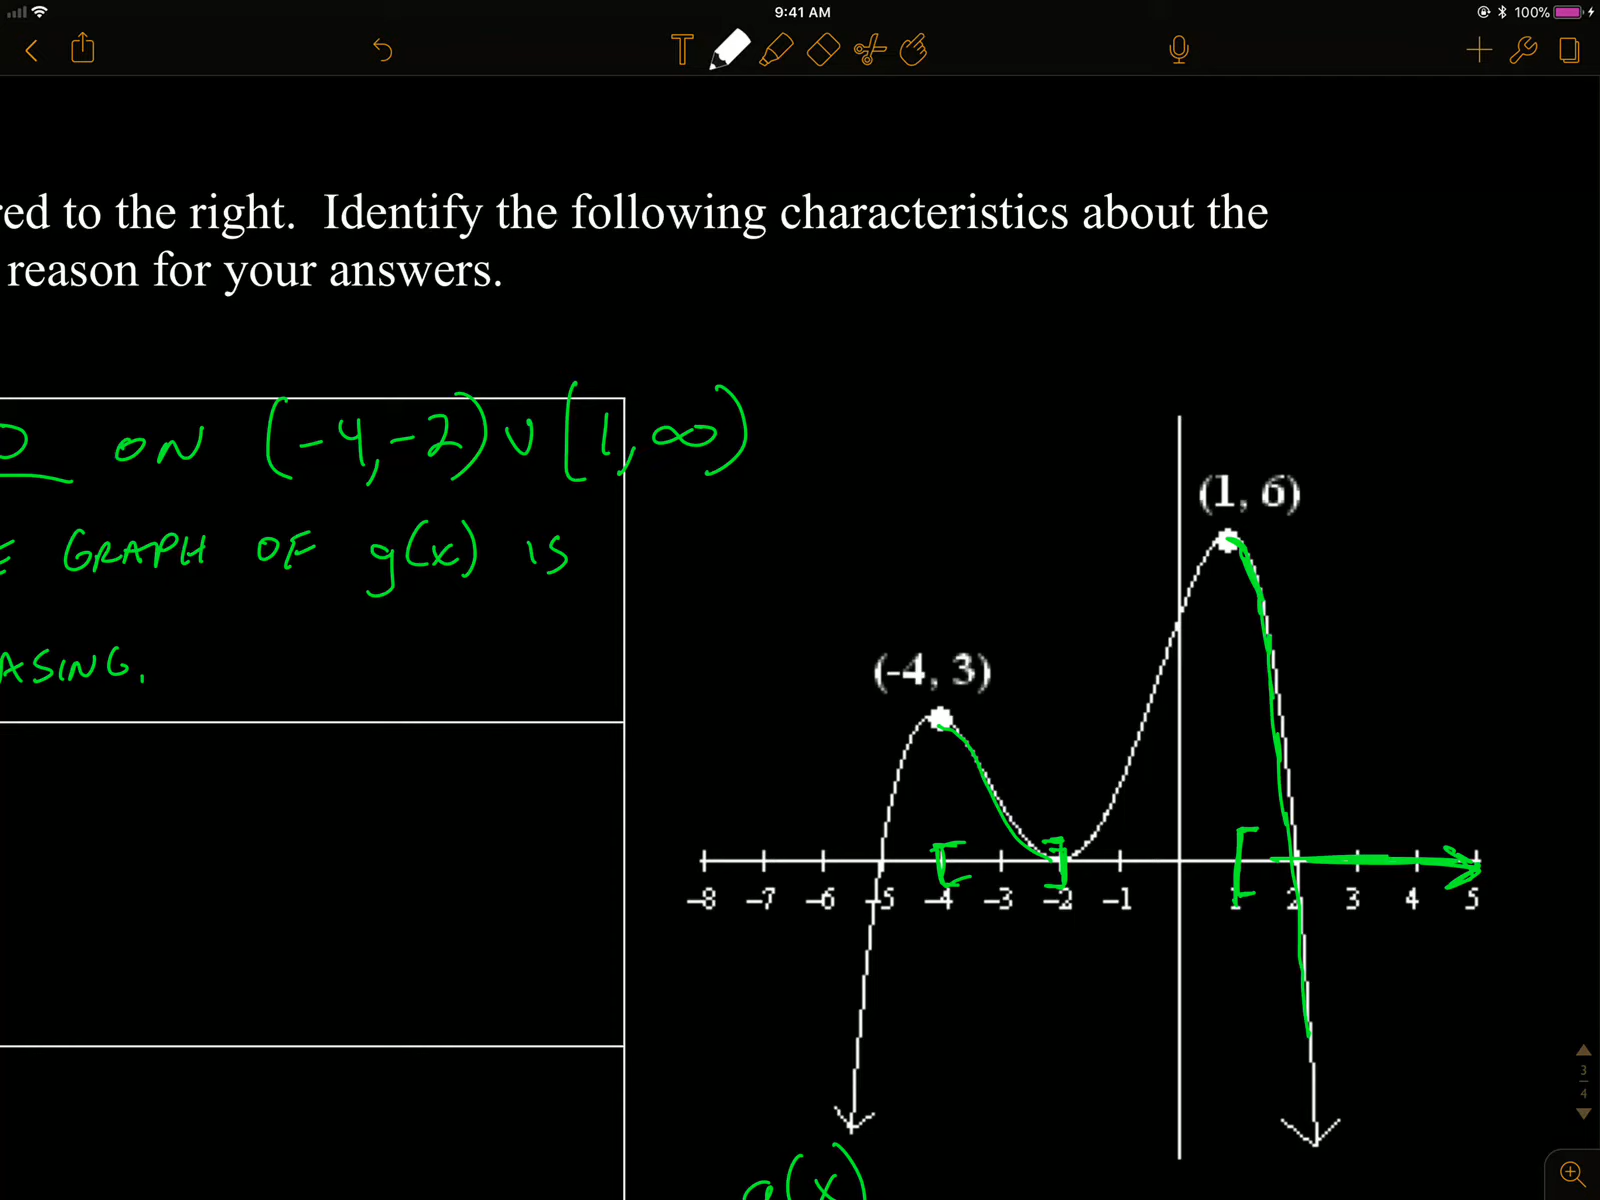 9:41 AM
100%
T
red to the right. Identify the following characteristics about the
reason for your answers.
ON (-4,-2) ∪ [1, ∞)
GRAPH OF g(x) IS
ASING.
(1, 6)
(-4, 3)
-8 -7 -6 -5 -4 -3 -2 -1 1 2 3 4 5
3
4
g(x)